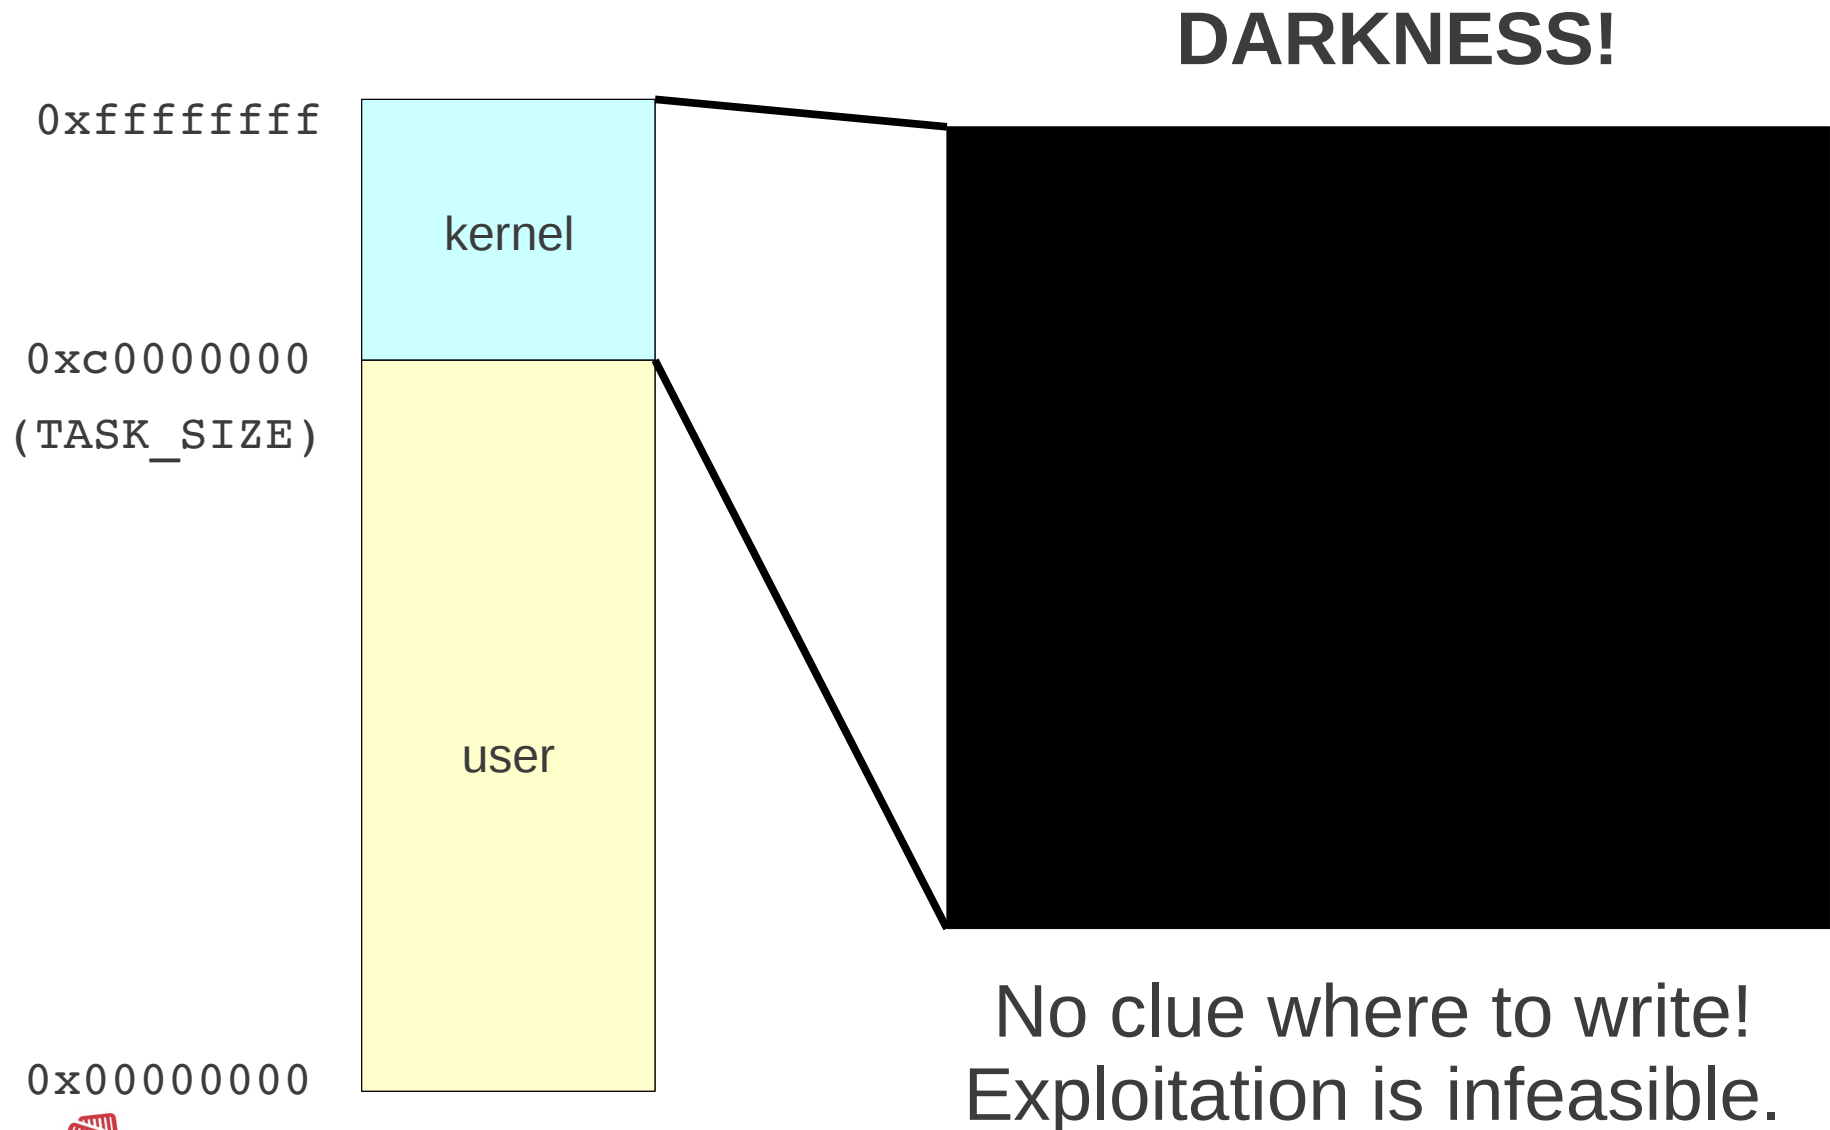 DARKNESS!
0xffffffff
kernel
0xc0000000
(TASK_SIZE)
user
0x00000000
No clue where to write!
Exploitation is infeasible.